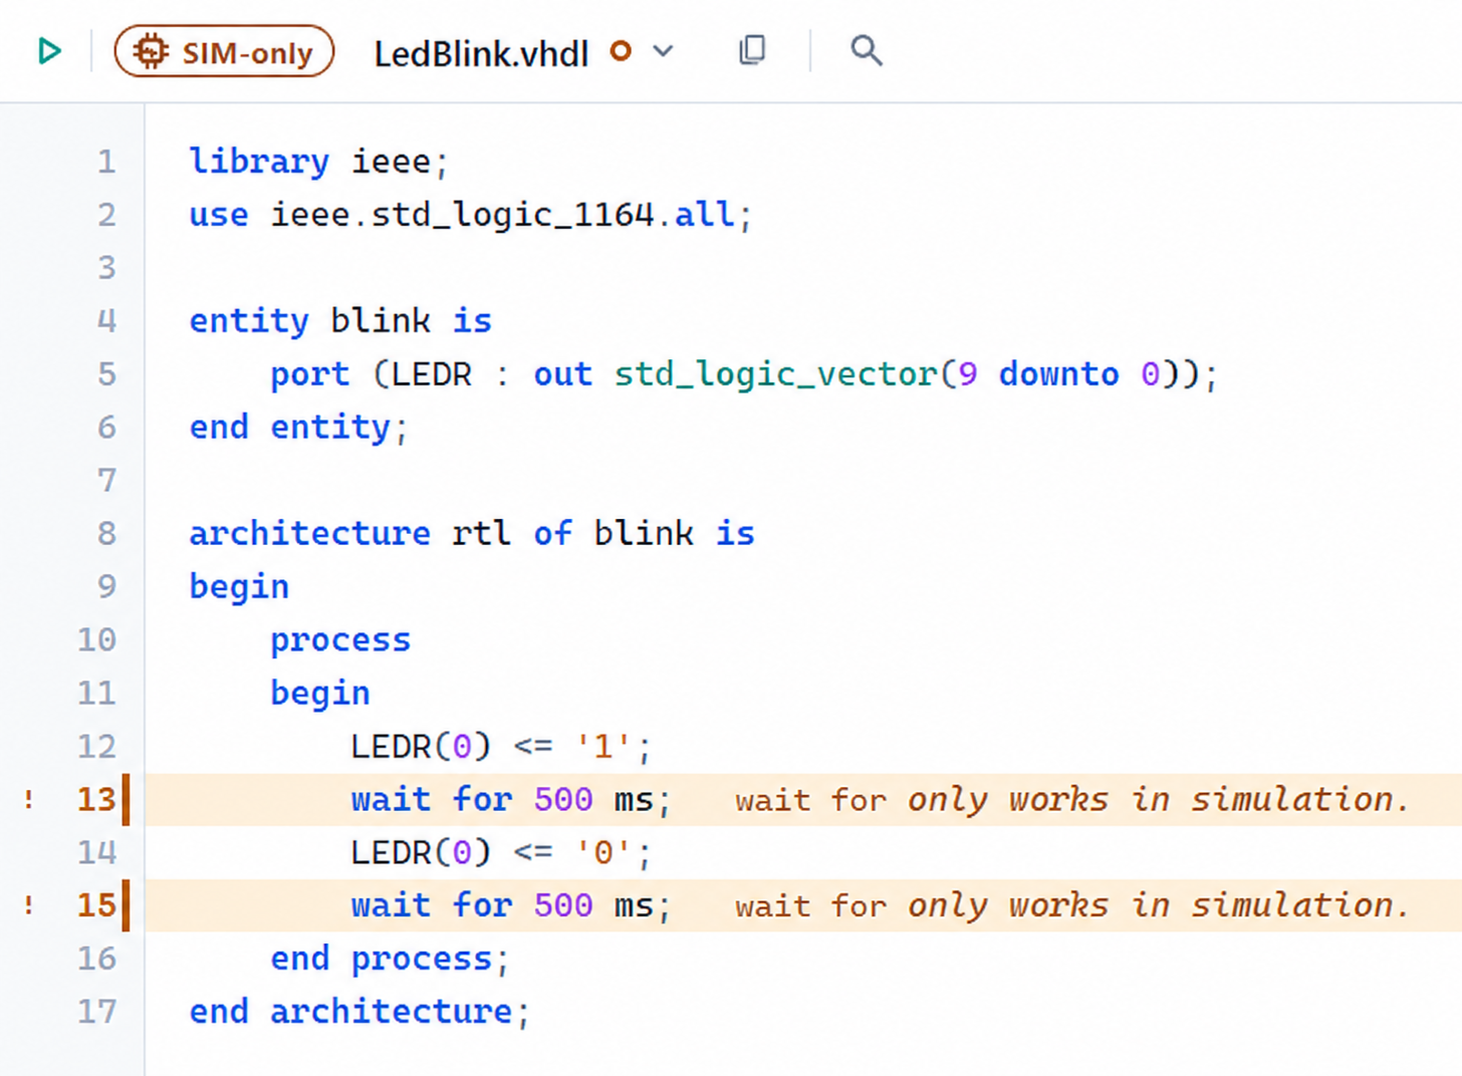 SIM-only LedBlink.vhdl
1 library ieee;
2 use ieee.std_logic_1164.all;
3
4 entity blink is
5     port (LEDR : out std_logic_vector(9 downto 0));
6 end entity;
7
8 architecture rtl of blink is
9 begin
10     process
11     begin
12         LEDR(0) <= '1';
! 13         wait for 500 ms;   wait for only works in simulation.
14         LEDR(0) <= '0';
! 15         wait for 500 ms;   wait for only works in simulation.
16     end process;
17 end architecture;